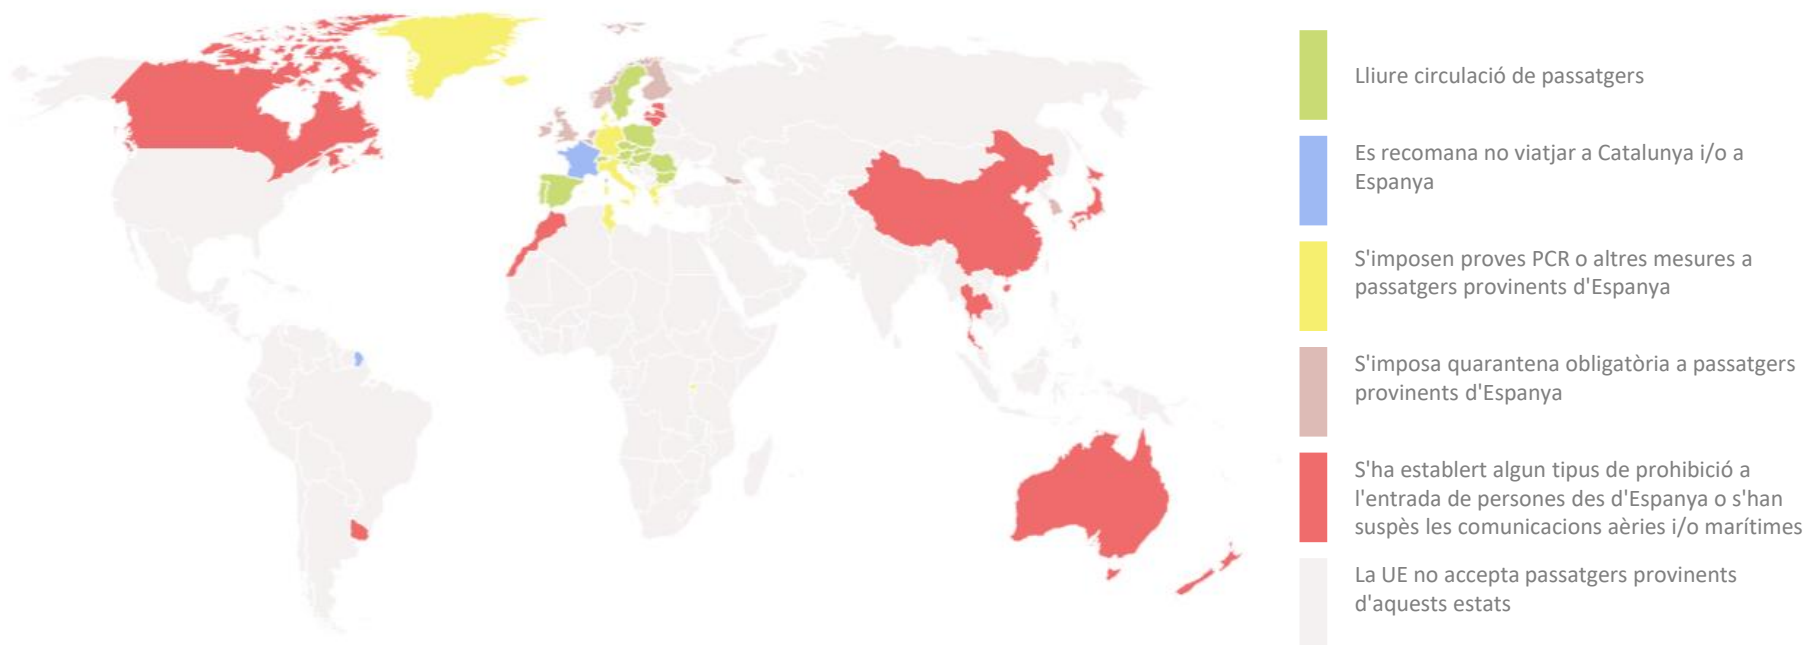 Lliure circulació de passatgers
Es recomana no viatjar a Catalunya i/o a
Espanya
S'imposen proves PCR o altres mesures a
passatgers provinents d'Espanya
S'imposa quarantena obligatòria a passatgers
provinents d'Espanya
S'ha establert algun tipus de prohibició a
l'entrada de persones des d'Espanya o s'han
suspès les comunicacions aèries i/o marítimes
La UE no accepta passatgers provinents
d'aquests estats